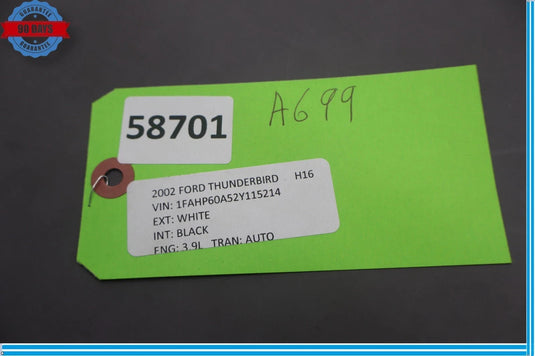 GUARANTEE
90 DAYS
GUARANTEE
A699
58701
2002 FORD THUNDERBIRD H16
VIN: 1FAHP60A52Y115214
EXT: WHITE
INT: BLACK
ENG: 3.9L TRAN: AUTO